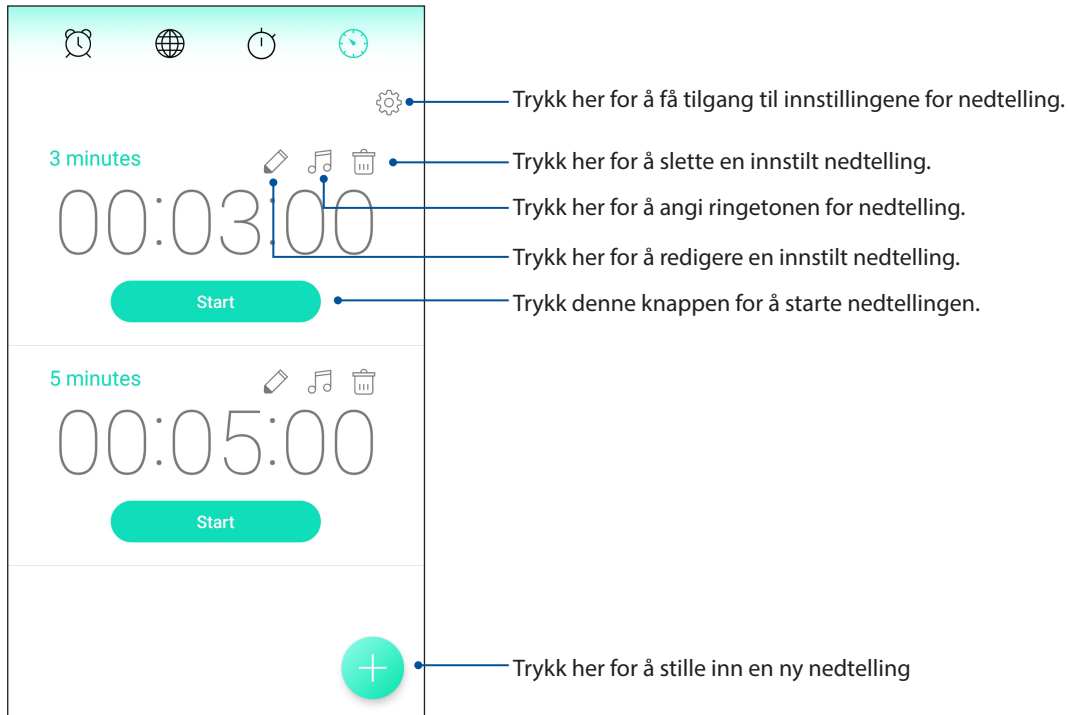 Trykk her for å få tilgang til innstillingene for nedtelling.
3 minutes
Trykk her for å slette en innstilt nedtelling.
00:03:00
Trykk her for å angi ringetonen for nedtelling.
Trykk her for å redigere en innstilt nedtelling.
Start
Trykk denne knappen for å starte nedtellingen.
5 minutes
00:05:00
Start
Trykk her for å stille inn en ny nedtelling